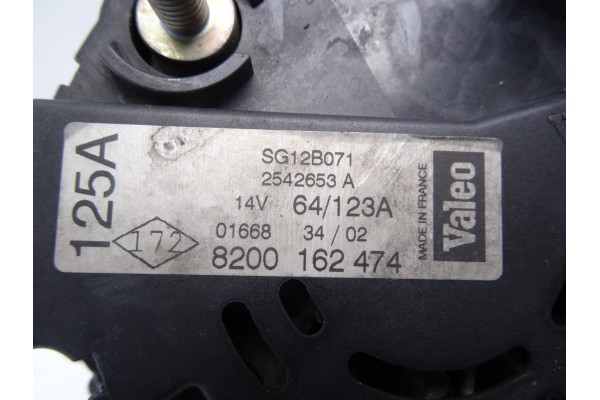 125A
172
SG12B071
2542653 A
14V 64/123A
01668 34/02
8200 162 474
MADE IN FRANCE
Valeo